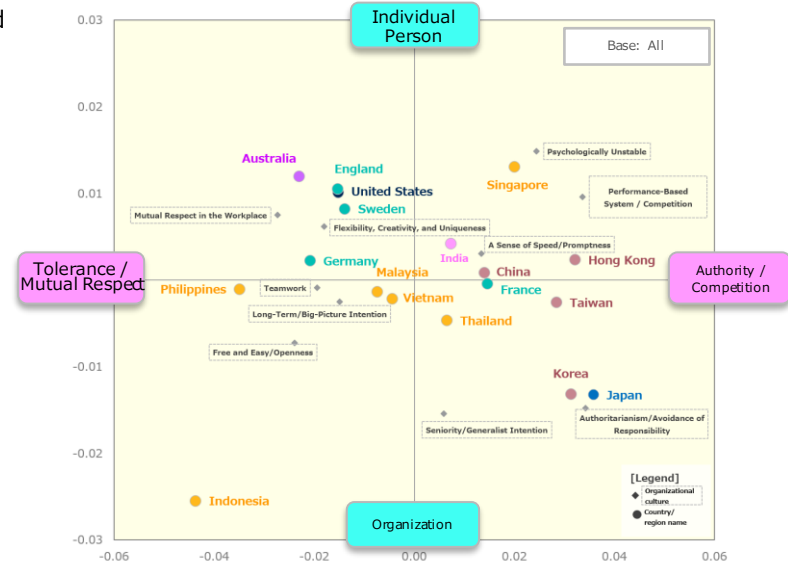 d
Individual
Person
Base: All
0.03
0.02
0.01
-0.01
-0.02
-0.03
-0.06
-0.04
-0.02
0.00
0.02
0.04
0.06
Psychologically Unstable
Australia
England
Singapore
United States
Performance-Based
System / Competition
Sweden
Mutual Respect in the Workplace
Flexibility, Creativity, and Uniqueness
A Sense of Speed/Promptness
India
Hong Kong
Germany
Tolerance /
Mutual Respect
Malaysia
China
Authority /
Competition
Philippines
Teamwork
Vietnam
France
Taiwan
Long-Term/Big-Picture Intention
Thailand
Free and Easy/Openness
Korea
Japan
Authoritarianism/Avoidance of
Responsibility
Seniority/Generalist Intention
Indonesia
Organization
[Legend]
Organizational
culture
Country/
region name